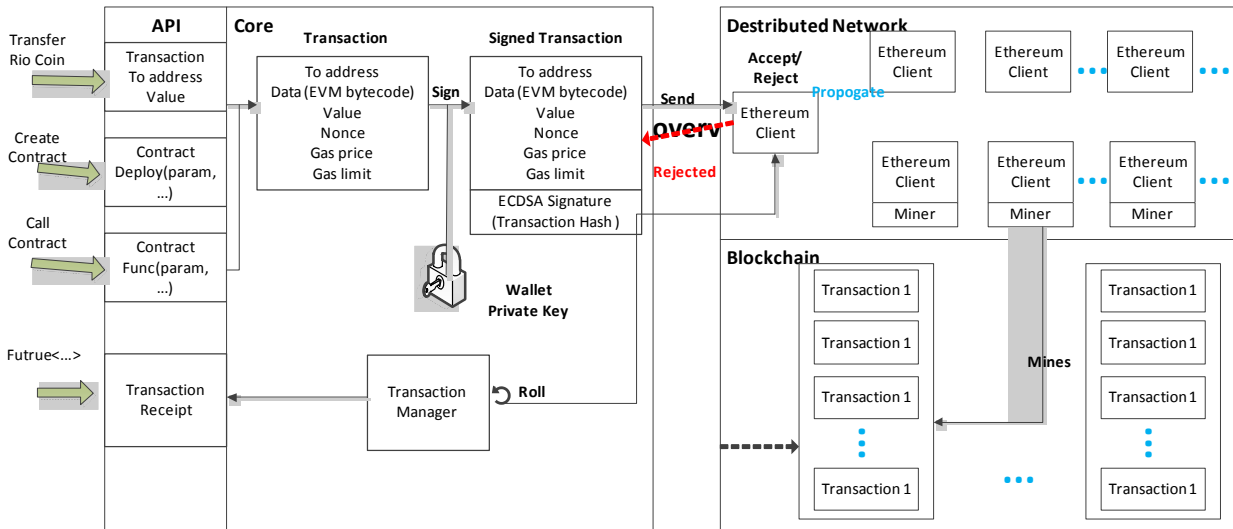 API
Core
Destributed Network
Transfer
Rio Coin
Transaction
To address
Value
Create
Contract
Contract
Deploy(param,
...)
Call
Contract
Contract
Func(param,
...)
Futrue<...>
Transaction
Receipt
Transaction
To address
Data (EVM bytecode)
Value
Nonce
Gas price
Gas limit
Sign
Signed Transaction
To address
Data (EVM bytecode)
Value
Nonce
Gas price
Gas limit
ECDSA Signature
(Transaction Hash )
Wallet
Private Key
Transaction
Manager
Roll
Send
overv
Rejected
Accept/
Reject
Propogate
Ethereum
Client
Ethereum
Client
Ethereum
Client
Ethereum
Client
Ethereum
Client
Miner
Ethereum
Client
Miner
Ethereum
Client
Miner
Blockchain
Transaction 1
Transaction 1
Transaction 1
Transaction 1
Mines
Transaction 1
Transaction 1
Transaction 1
Transaction 1